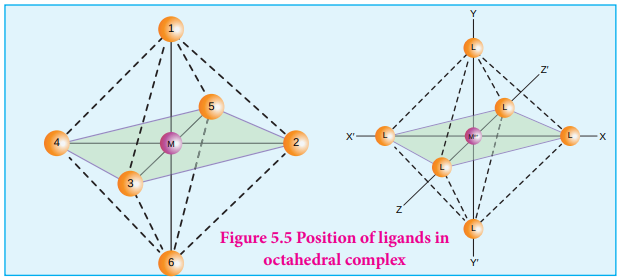 1
5
4
M
2
3
6
Figure 5.5 Position of ligands in
octahedral complex
Y
L
Z'
L
X'
L
L
X
L
Z
L
Y'